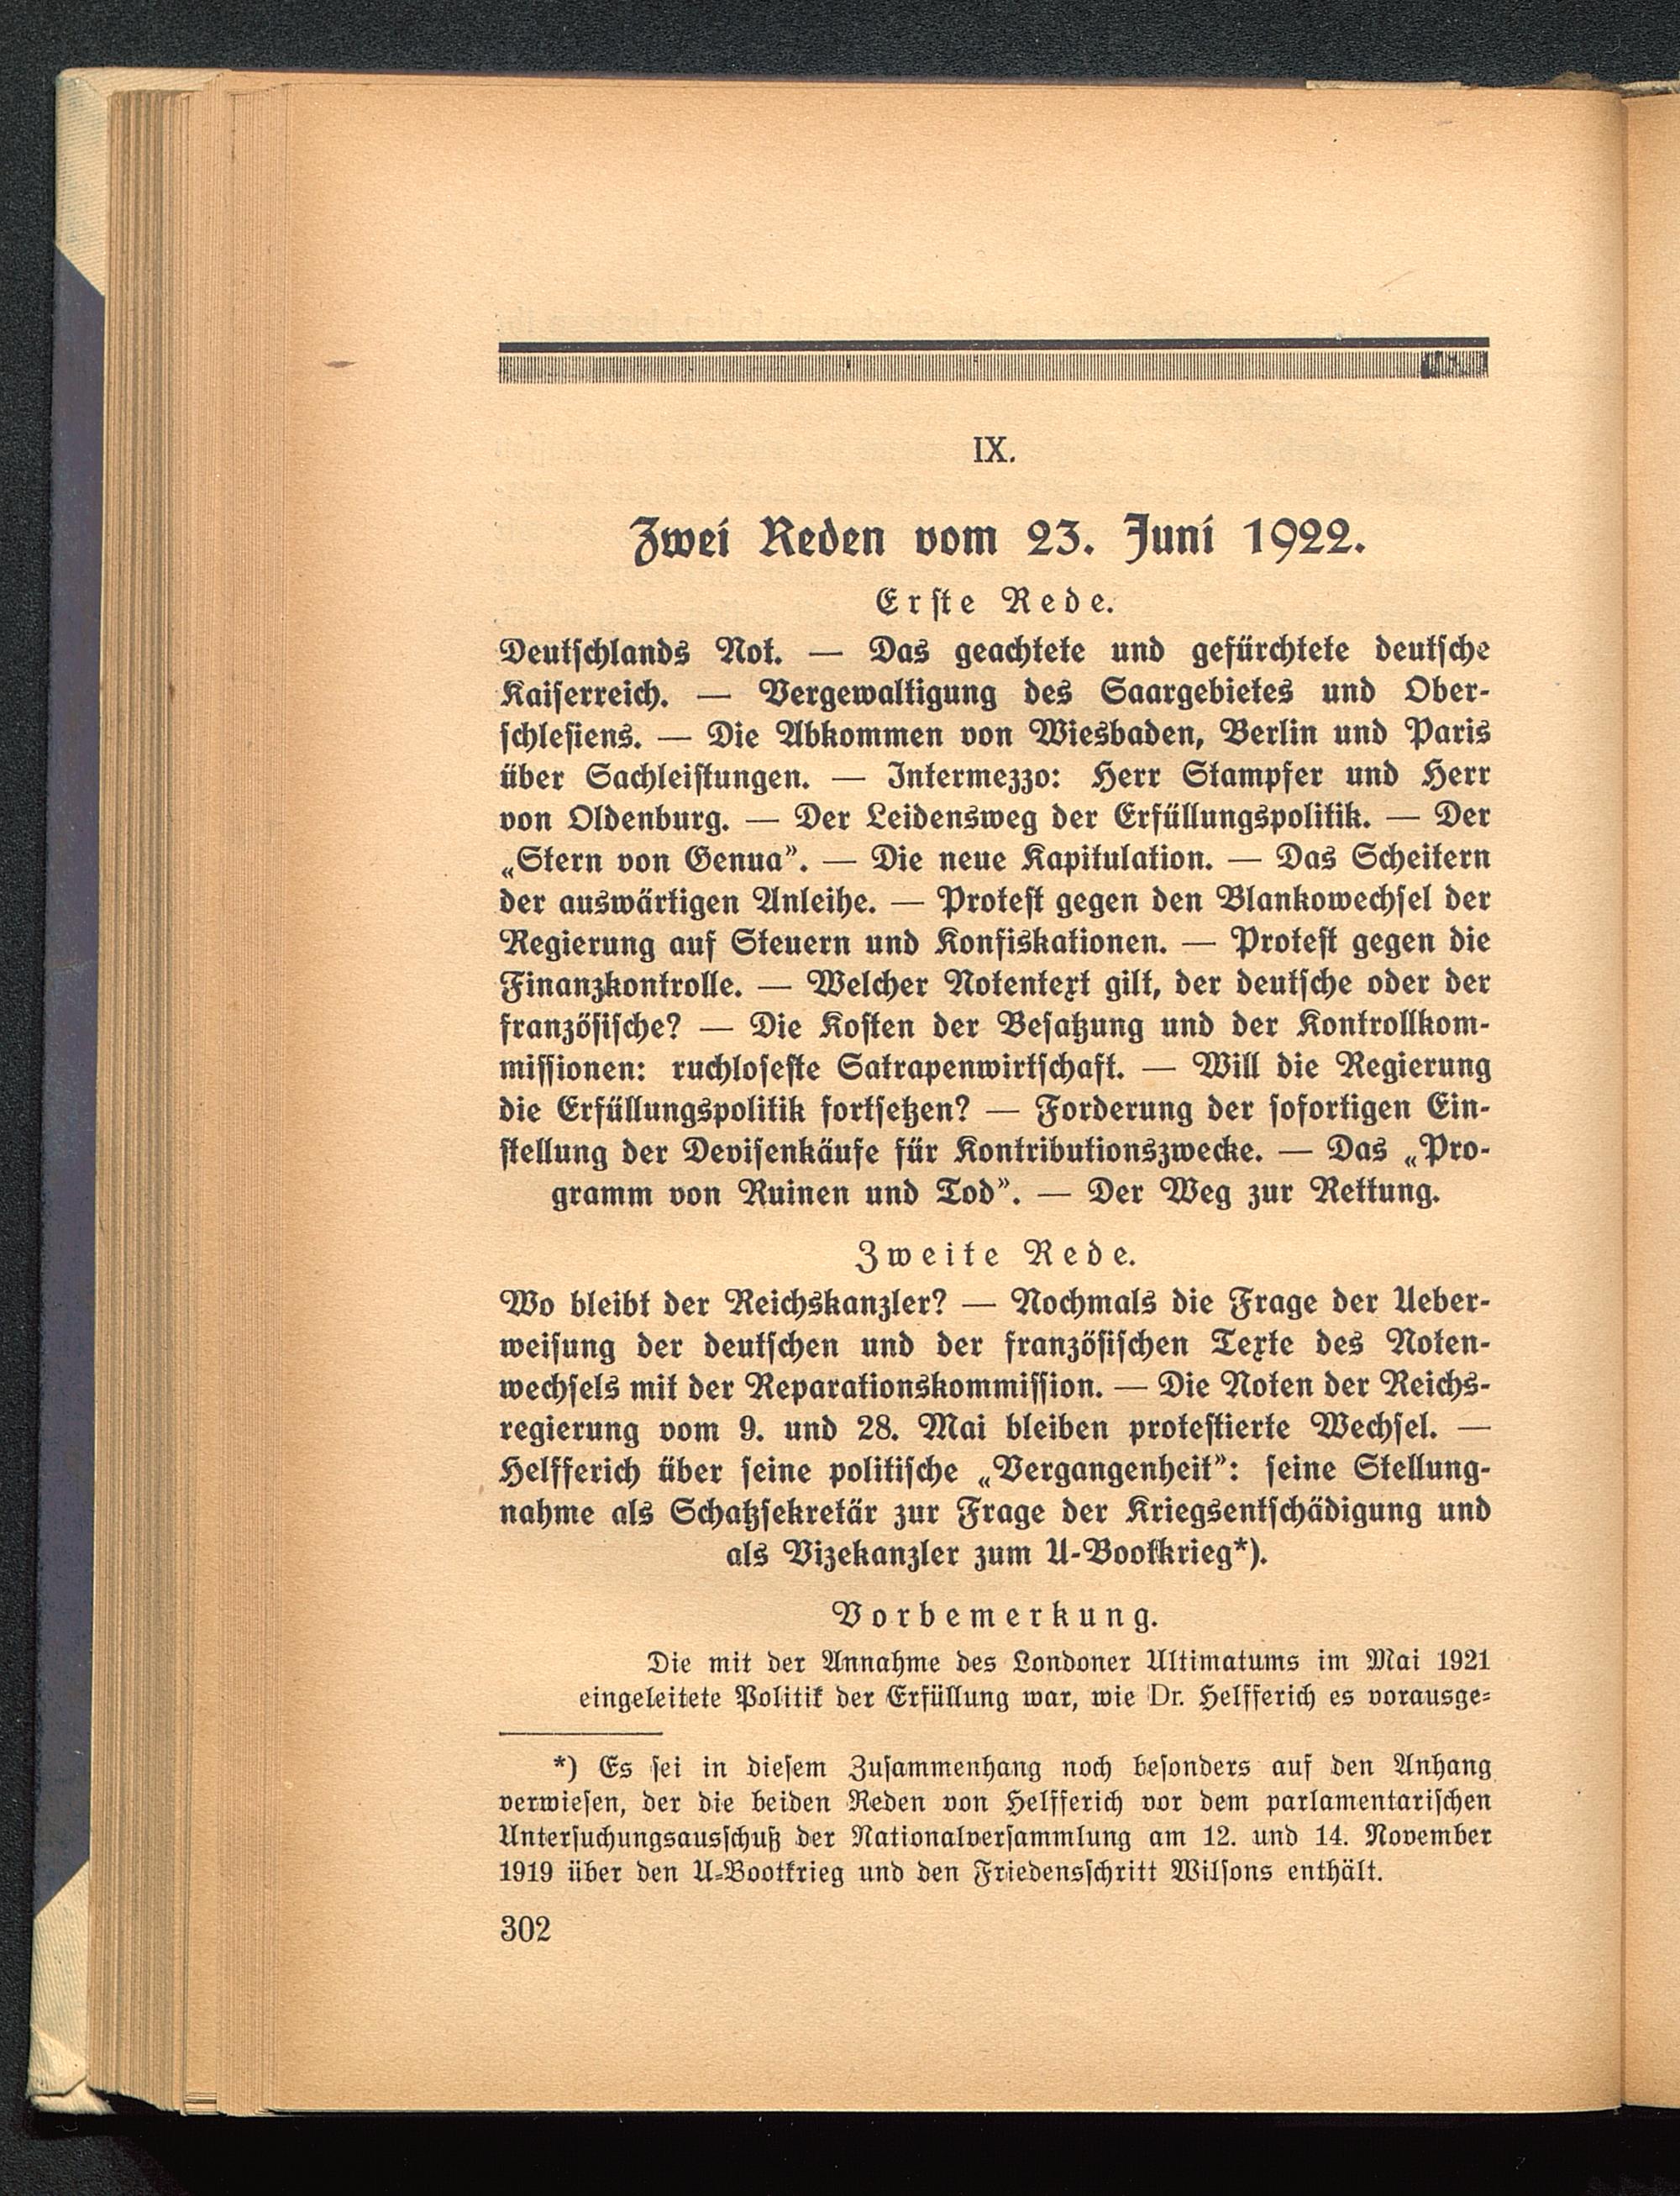 IX.
Zwei Reden vom 23. Juni 1922.
Erste Rede.
Deutschlands Not. — Das geachtete und gefürchtete deutsche
Kaiserreich. — Vergewaltigung des Saargebietes und Ober-
schlesiens. — Die Abkommen von Wiesbaden, Berlin und Paris
über Sachleistungen. — Intermezzo: Herr Stampfer und Herr
von Oldenburg. — Der Leidensweg der Erfüllungspolitik. — Der
„Stern von Genua”. — Die neue Kapitulation. — Das Scheitern
der auswärtigen Anleihe. — Protest gegen den Blankowechsel der
Regierung auf Steuern und Konfiskationen. — Protest gegen die
Finanzkontrolle. — Welcher Notentext gilt, der deutsche oder der
französische? — Die Kosten der Besatzung und der Kontrollkom-
missionen: ruchloseste Satrapenwirtschaft. — Will die Regierung
die Erfüllungspolitik fortsetzen? — Forderung der sofortigen Ein-
stellung der Devisenkäufe für Kontributionszwecke. — Das „Pro-
gramm von Ruinen und Tod”. — Der Weg zur Rettung.
Zweite Rede.
Wo bleibt der Reichskanzler? — Nochmals die Frage der Ueber-
weisung der deutschen und der französischen Texte des Noten-
wechsels mit der Reparationskommission. — Die Noten der Reichs-
regierung vom 9. und 28. Mai bleiben protestierte Wechsel. —
Helfferich über seine politische „Vergangenheit”: seine Stellung-
nahme als Schatzsekretär zur Frage der Kriegsentschädigung und
als Vizekanzler zum U-Bootkrieg*).
Vorbemerkung.
Die mit der Annahme des Londoner Ultimatums im Mai 1921
eingeleitete Politik der Erfüllung war, wie Dr. Helfferich es vorausge-
*) Es sei in diesem Zusammenhang noch besonders auf den Anhang
verwiesen, der die beiden Reden von Helfferich vor dem parlamentarischen
Untersuchungsausschuß der Nationalversammlung am 12. und 14. November
1919 über den U-Bootkrieg und den Friedensschritt Wilsons enthält.
302